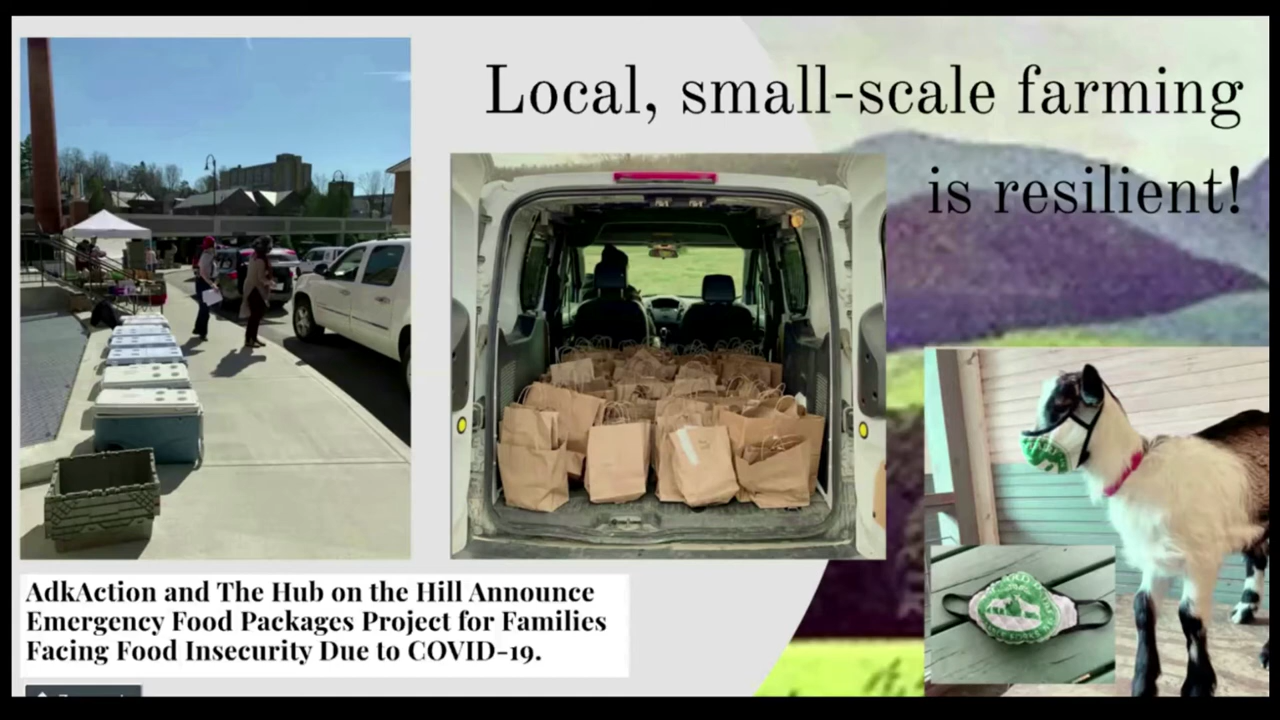 Local, small-scale farming
is resilient!
AdkAction and The Hub on the Hill Announce
Emergency Food Packages Project for Families
Facing Food Insecurity Due to COVID-19.